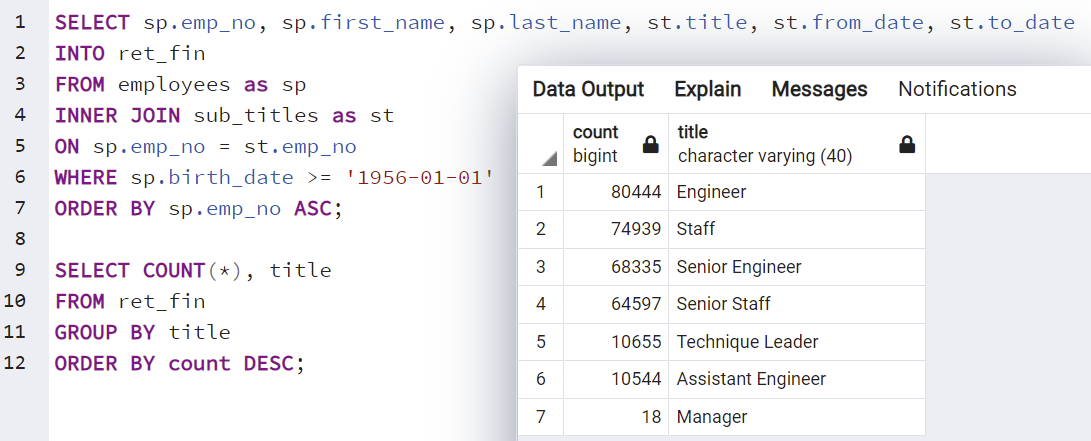 1 SELECT sp.emp_no, sp.first_name, sp.last_name, st.title, st.from_date, st.to_date
2 INTO ret_fin
3 FROM employees as sp
4 INNER JOIN sub_titles as st
5 ON sp.emp_no = st.emp_no
6 WHERE sp.birth_date >= '1956-01-01'
7 ORDER BY sp.emp_no ASC;
8
9 SELECT COUNT(*), title
10 FROM ret_fin
11 GROUP BY title
12 ORDER BY count DESC;
Data Output Explain Messages Notifications
count title
bigint character varying (40)
1 80444 Engineer
2 74939 Staff
3 68335 Senior Engineer
4 64597 Senior Staff
5 10655 Technique Leader
6 10544 Assistant Engineer
7 18 Manager